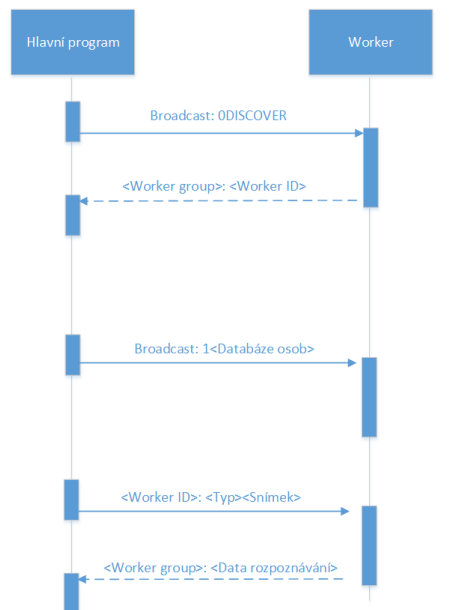 Hlavní program
Worker
Broadcast: 0DISCOVER
<Worker group>: <Worker ID>
Broadcast: 1<Databáze osob>
<Worker ID>: <Typ><Snímek>
<Worker group>: <Data rozpoznávání>